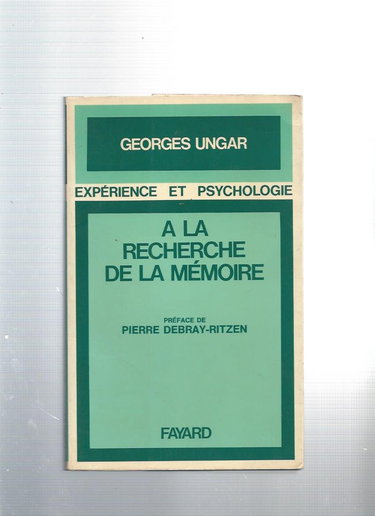 GEORGES UNGAR
EXPÉRIENCE ET PSYCHOLOGIE
A LA
RECHERCHE
DE LA MÉMOIRE
PRÉFACE DE
PIERRE DEBRAY-RITZEN
FAYARD